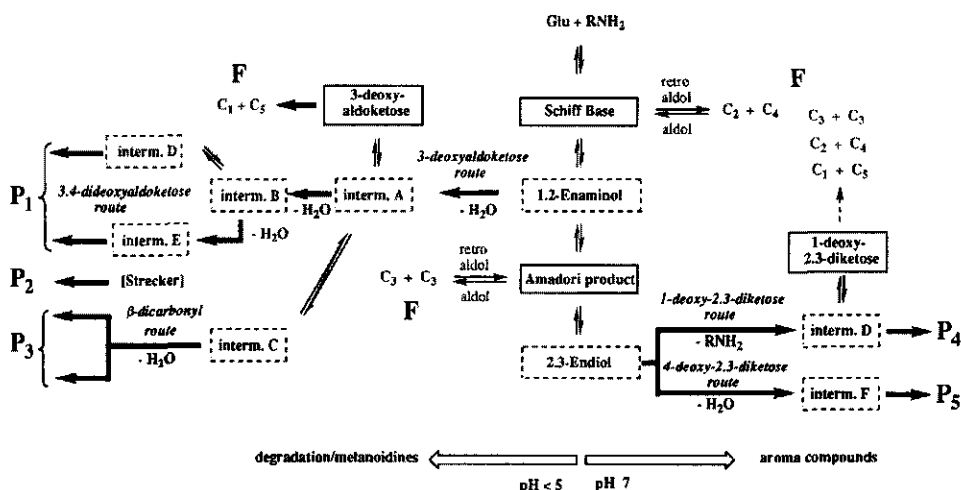 Glu + RNH2
F
3-deoxy-
aldoketose
C1 + C5
Schiff Base
retro
aldol
aldol
C2 + C4
F
C3 + C3
C2 + C4
C1 + C5
interm. D
P1
3.4-dideoxyaldoketose
route
interm. B
- H2O
interm. A
3-deoxyaldoketose
route
- H2O
1.2-Enaminol
interm. E
- H2O
1-deoxy-
2.3-diketose
P2
[Strecker]
C3 + C3
retro
aldol
aldol
F
Amadori product
P3
β-dicarbonyl
route
- H2O
interm. C
2.3-Endiol
1-deoxy-2.3-diketose
route
- RNH2
interm. D
P4
4-deoxy-2.3-diketose
route
- H2O
interm. F
P5
degradation/melanoidines
aroma compounds
pH < 5
pH 7